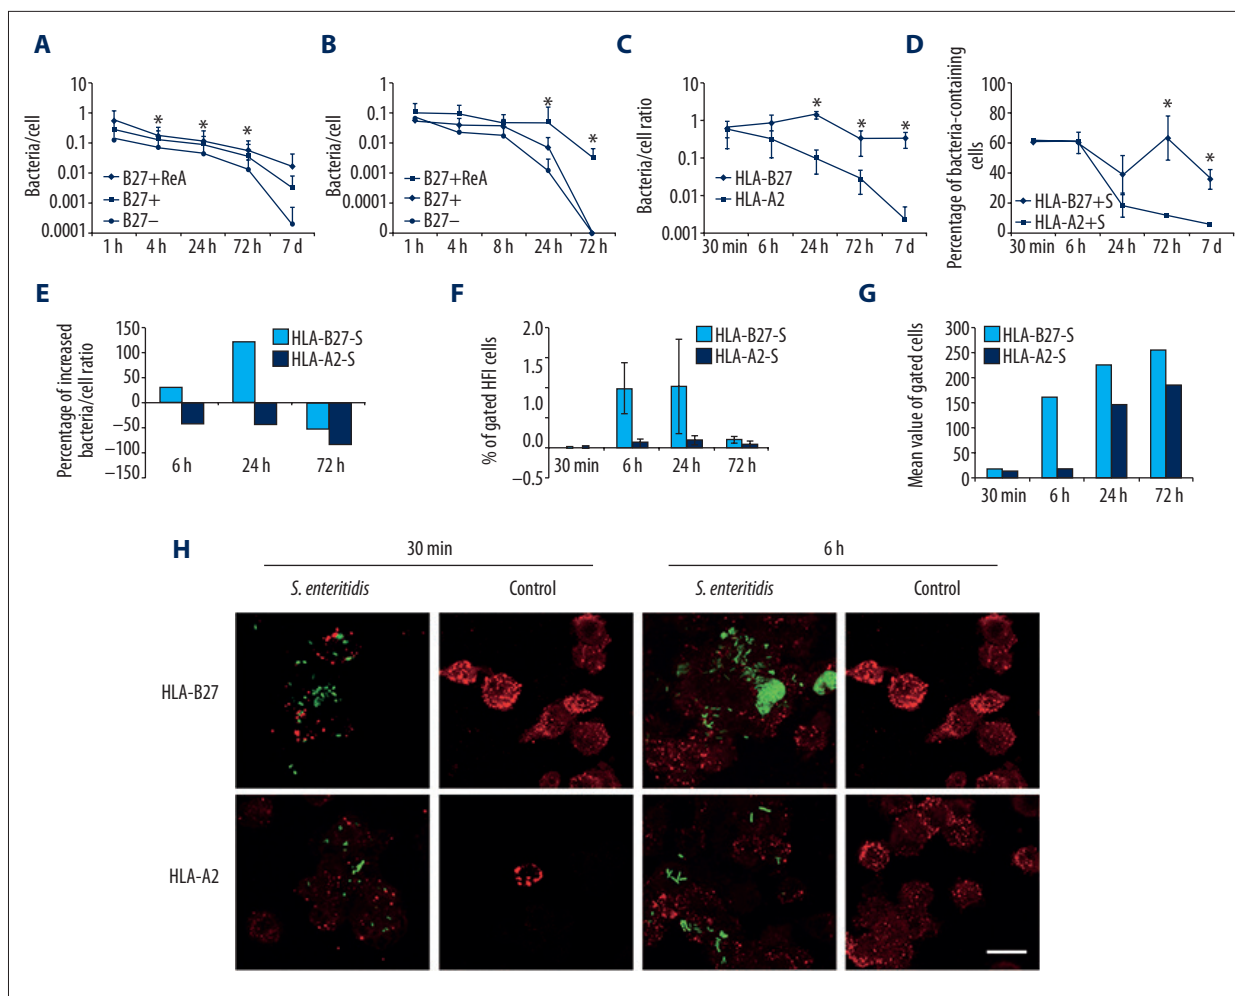 A
Bacteria/cell
10
1
0.1
0.01
0.001
0.0001
* * *
B27+ReA
B27+
B27–
1 h 4 h 24 h 72 h 7 d
B
Bacteria/cell
1
0.1
0.01
0.001
0.0001
0
* *
B27+ReA
B27+
B27–
1 h 4 h 8 h 24 h 72 h
C
Bacteria/cell ratio
10
1
0.1
0.01
0.001
* * *
HLA-B27
HLA-A2
30 min 6 h 24 h 72 h 7 d
D
Percentage of bacteria-containing
cells
100
80
60
40
20
0
* *
HLA-B27+S
HLA-A2+S
30 min 6 h 24 h 72 h 7 d
E
Percentage of increased
bacteria/cell ratio
150
100
50
0
–50
–100
–150
HLA-B27-S
HLA-A2-S
6 h 24 h 72 h
F
% of gated HFI cells
2.0
1.5
1.0
1.0
0.0
–0.5
HLA-B27-S
HLA-A2-S
30 min 6 h 24 h 72 h
G
Mean value of gated cells
300
250
200
150
100
50
0
HLA-B27-S
HLA-A2-S
30 min 6 h 24 h 72 h
H
30 min 6 h
S. enteritidis Control S. enteritidis Control
HLA-B27
HLA-A2